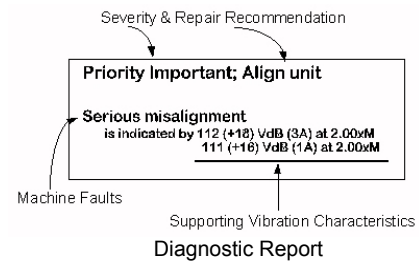 Severity & Repair Recommendation
Priority Important; Align unit
Serious misalignment
is indicated by 112 (+18) VdB (3A) at 2.00xM
111 (+16) VdB (1A) at 2.00xM
Machine Faults
Supporting Vibration Characteristics
Diagnostic Report